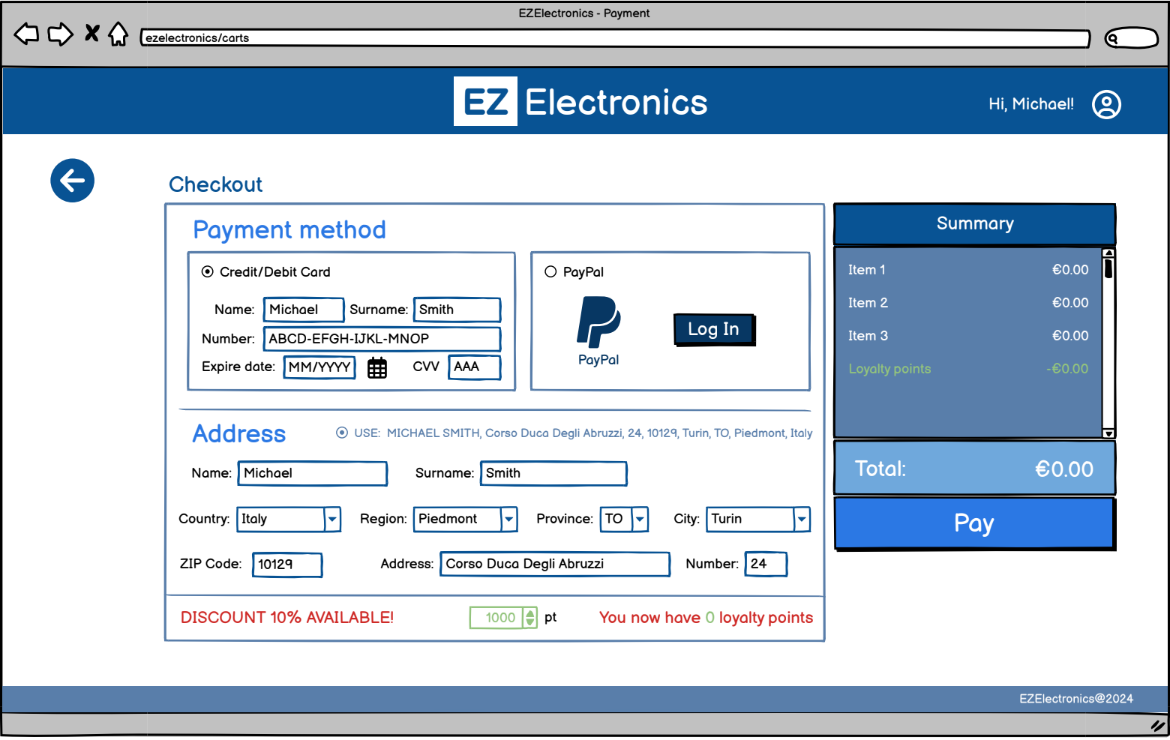 EZElectronics - Payment
ezelectronics/carts
EZ Electronics
Hi, Michael!
Checkout
Payment method
Credit/Debit Card
Name: Michael Surname: Smith
Number: ABCD-EFGH-IJKL-MNOP
Expire date: MM/YYYY CVV AAA
PayPal
PayPal
Log In
Address
USE: MICHAEL SMITH, Corso Duca Degli Abruzzi, 24, 10129, Turin, TO, Piedmont, Italy
Name: Michael Surname: Smith
Country: Italy Region: Piedmont Province: TO City: Turin
ZIP Code: 10129 Address: Corso Duca Degli Abruzzi Number: 24
DISCOUNT 10% AVAILABLE! 1000 pt You now have 0 loyalty points
Summary
Item 1 €0.00
Item 2 €0.00
Item 3 €0.00
Loyalty points -€0.00
Total: €0.00
Pay
EZElectronics@2024